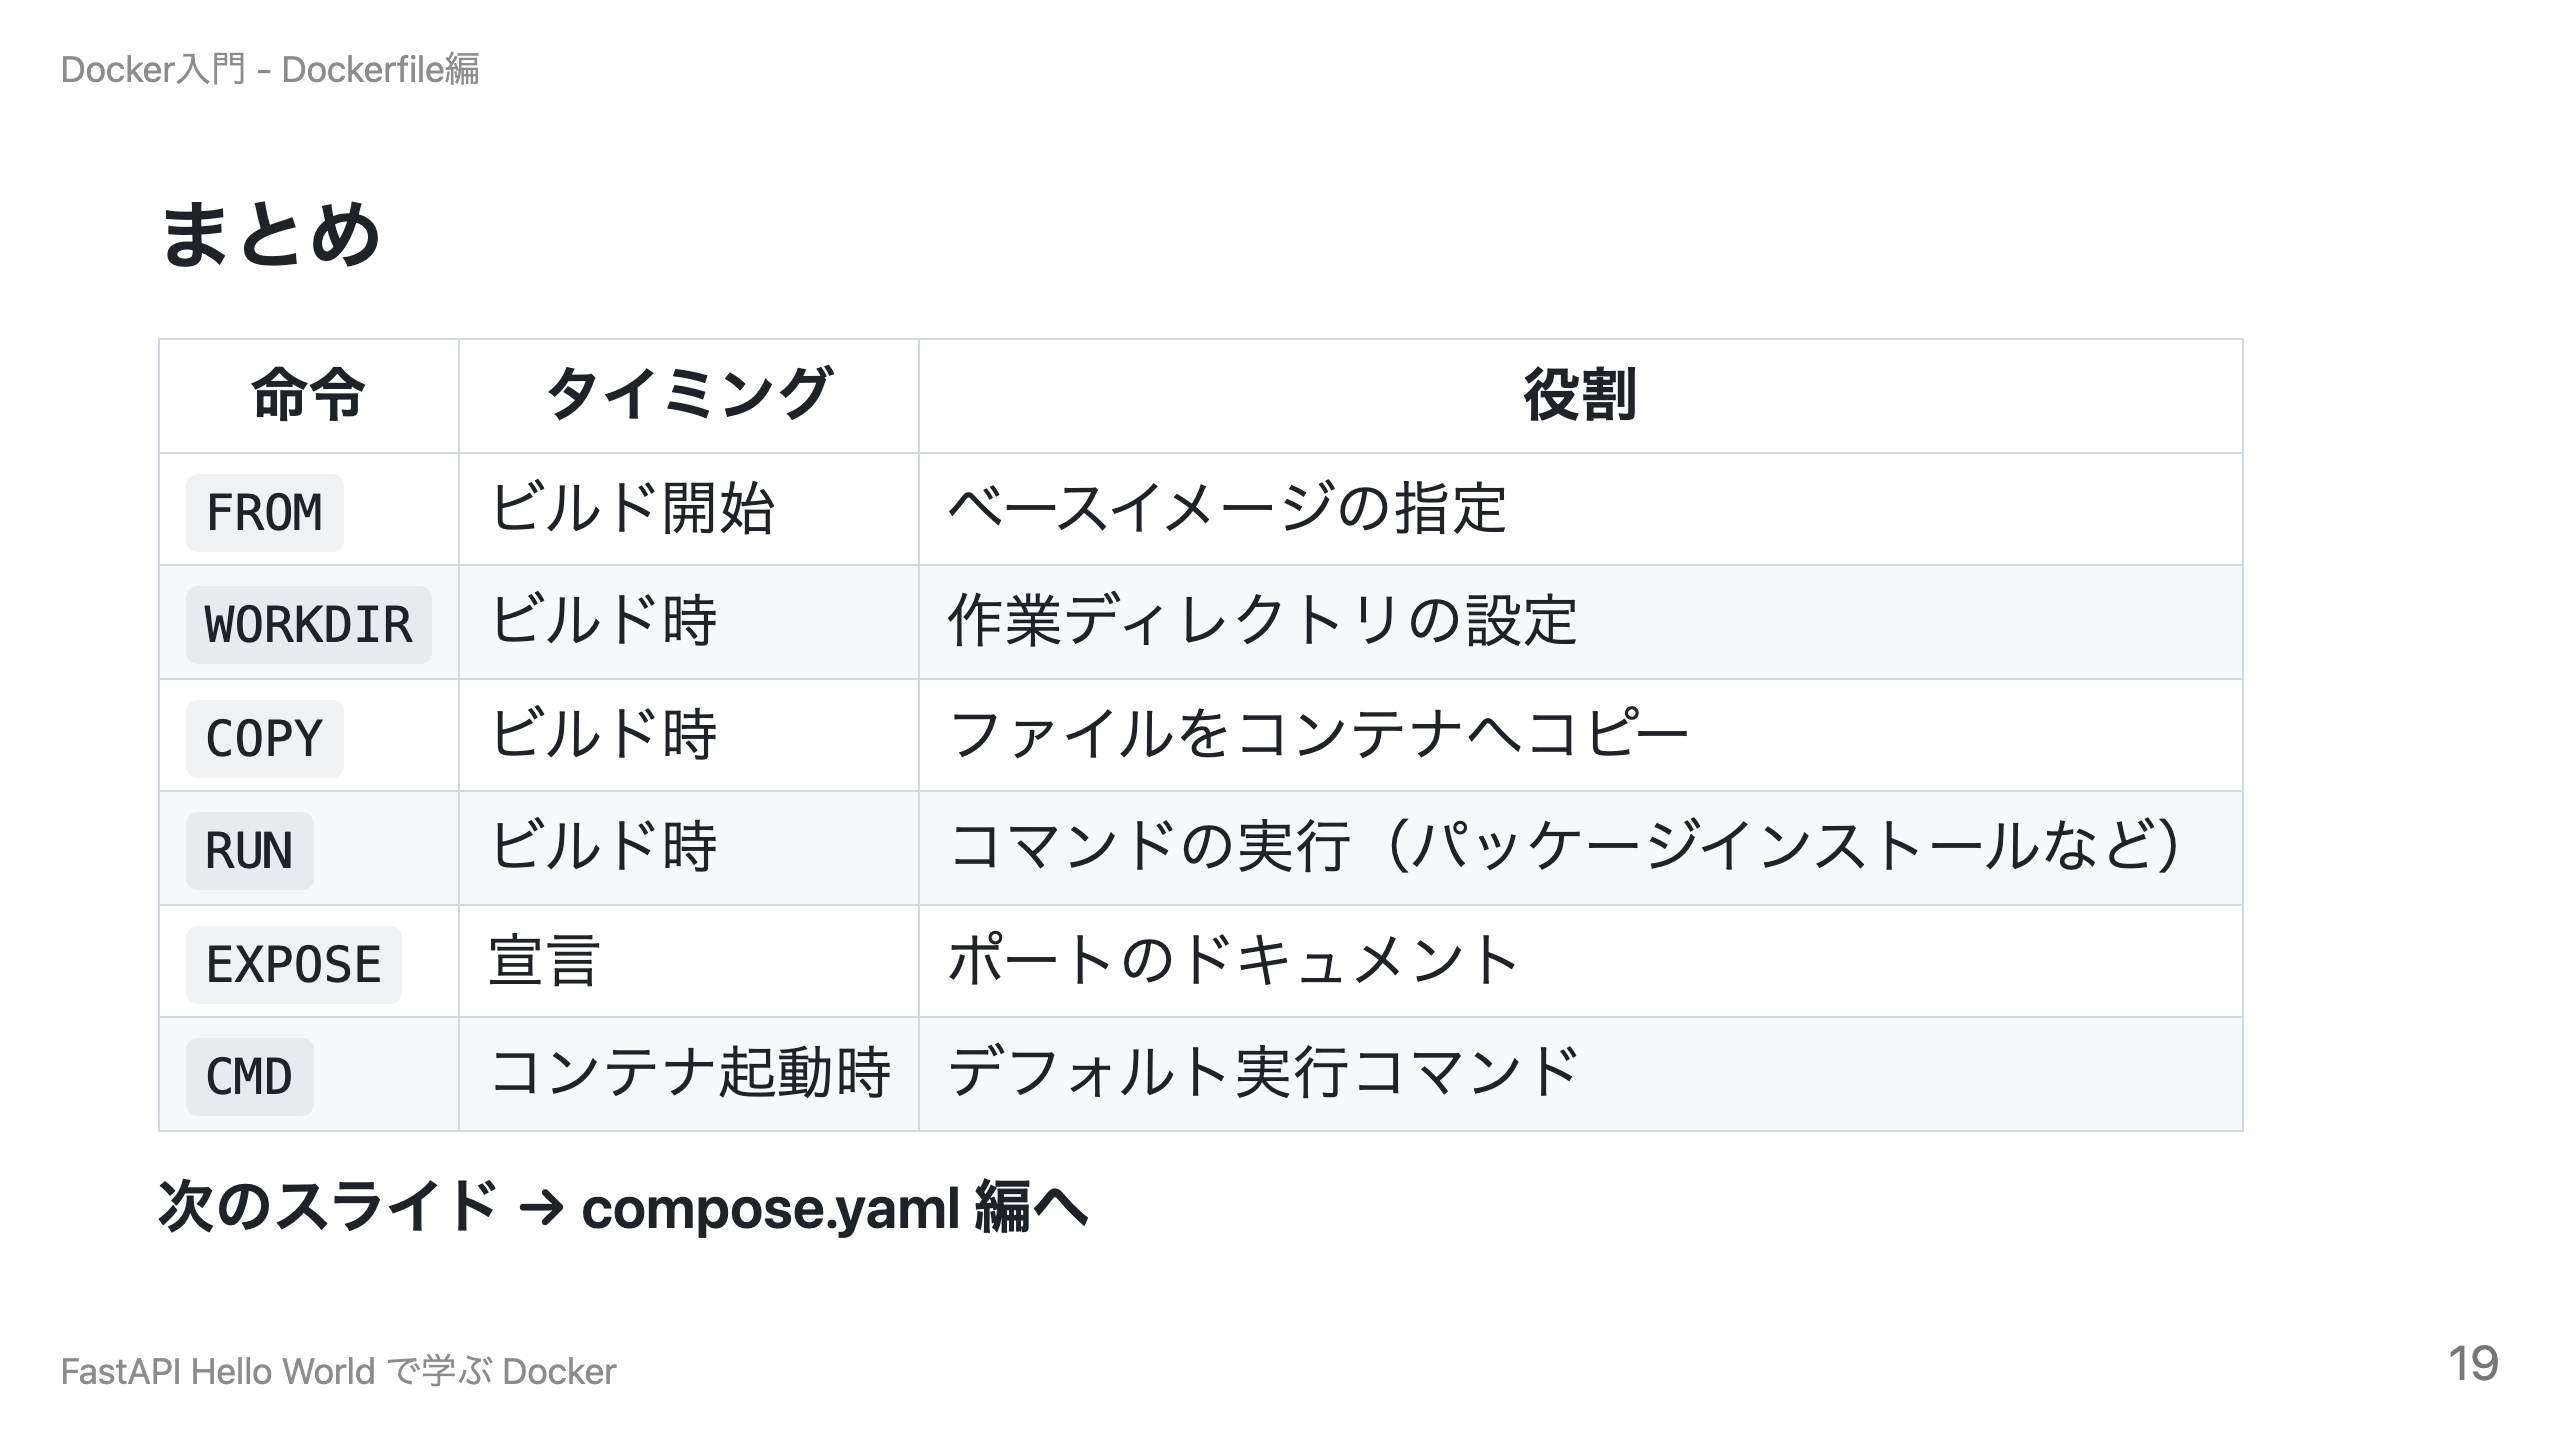 Docker入門 - Dockerfile編
まとめ
命令 タイミング 役割
FROM ビルド開始 ベースイメージの指定
WORKDIR ビルド時 作業ディレクトリの設定
COPY ビルド時 ファイルをコンテナへコピー
RUN ビルド時 コマンドの実行（パッケージインストールなど）
EXPOSE 宣言 ポートのドキュメント
CMD コンテナ起動時 デフォルト実行コマンド
次のスライド → compose.yaml 編へ
FastAPI Hello World で学ぶ Docker
19